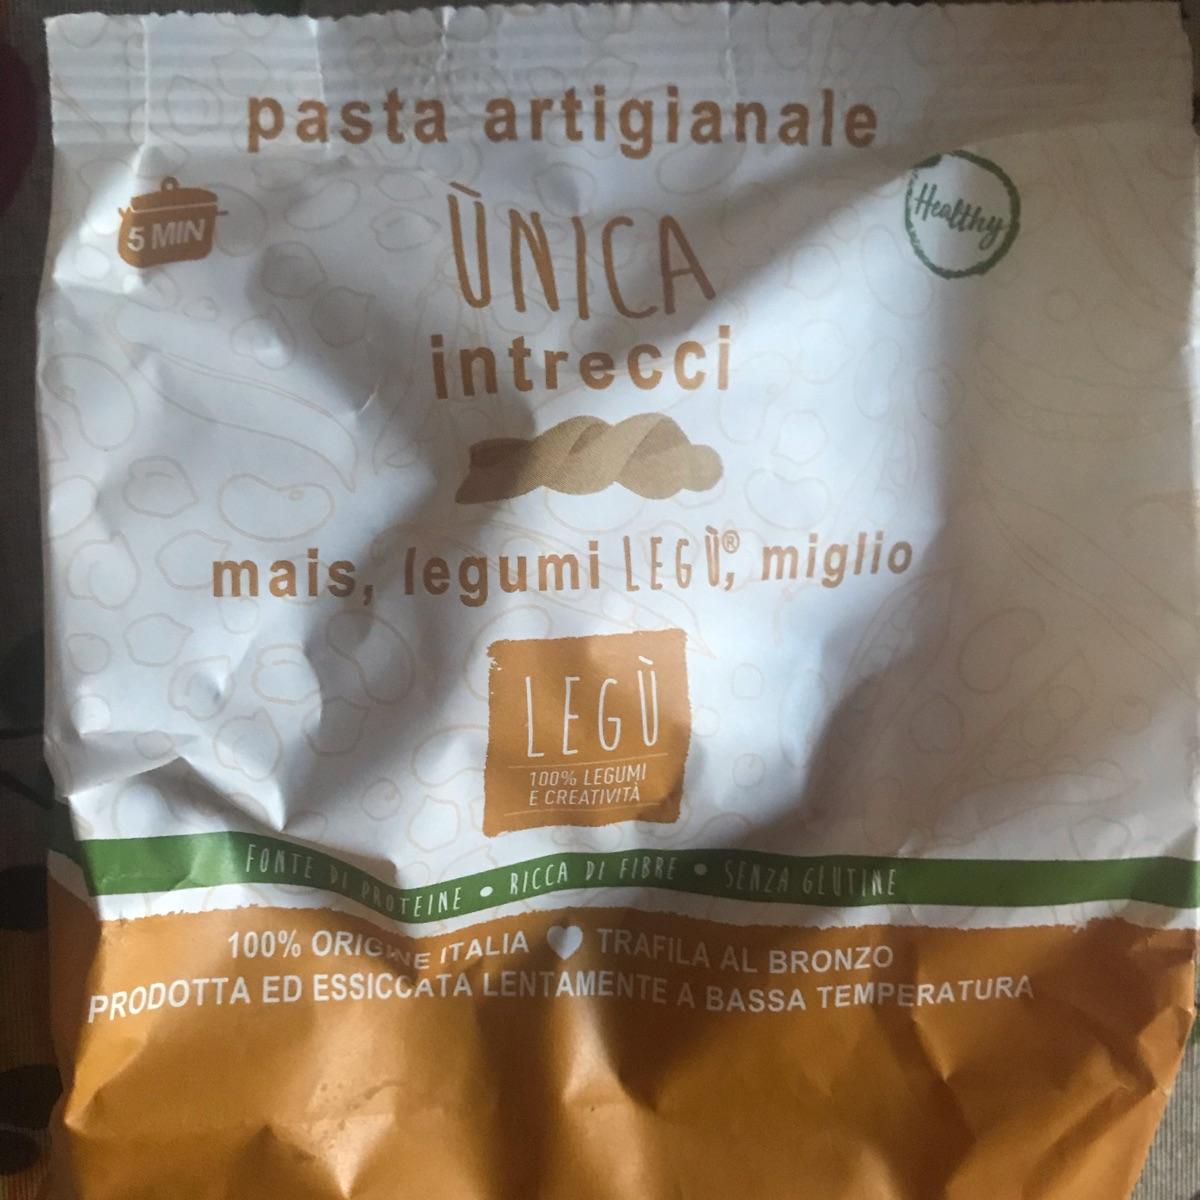 pasta artigianale
5 MIN
Healthy
ÙNICA
intrecci
mais, legumi LEGÙ®, miglio
LEGÙ
100% LEGUMI
E CREATIVITÀ
FONTE DI PROTEINE • RICCA DI FIBRE • SENZA GLUTINE
100% ORIGINE ITALIA TRAFILA AL BRONZO
PRODOTTA ED ESSICCATA LENTAMENTE A BASSA TEMPERATURA